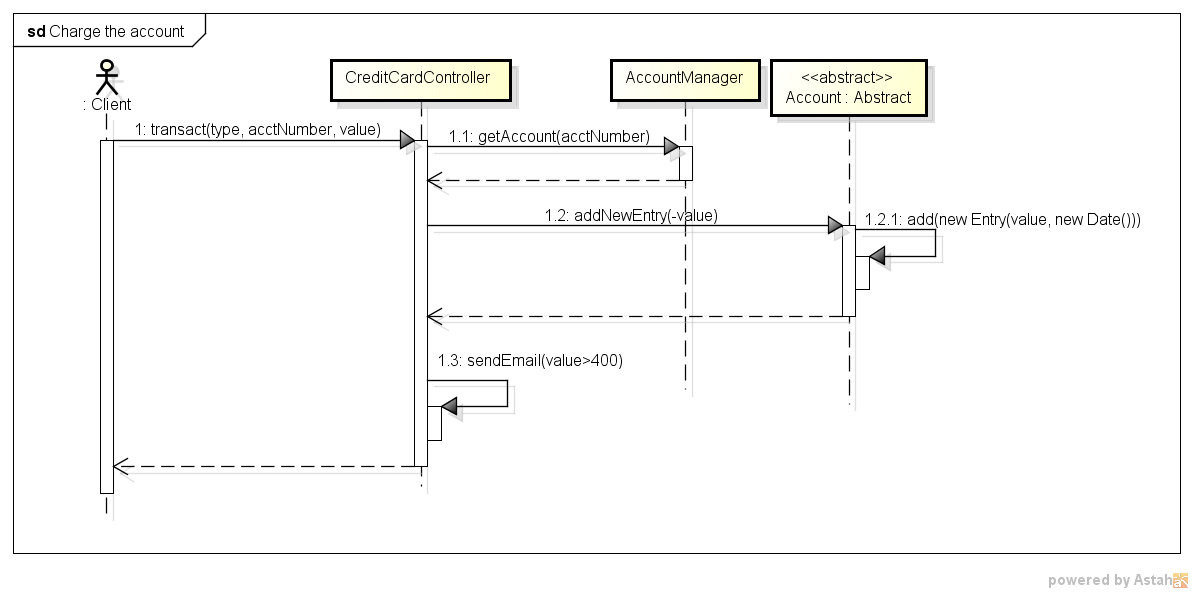 sd Charge the account
: Client
CreditCardController
AccountManager
<<abstract>>
Account : Abstract
1: transact(type, acctNumber, value)
1.1: getAccount(acctNumber)
1.2: addNewEntry(-value)
1.2.1: add(new Entry(value, new Date()))
1.3: sendEmail(value>400)
powered by Astah